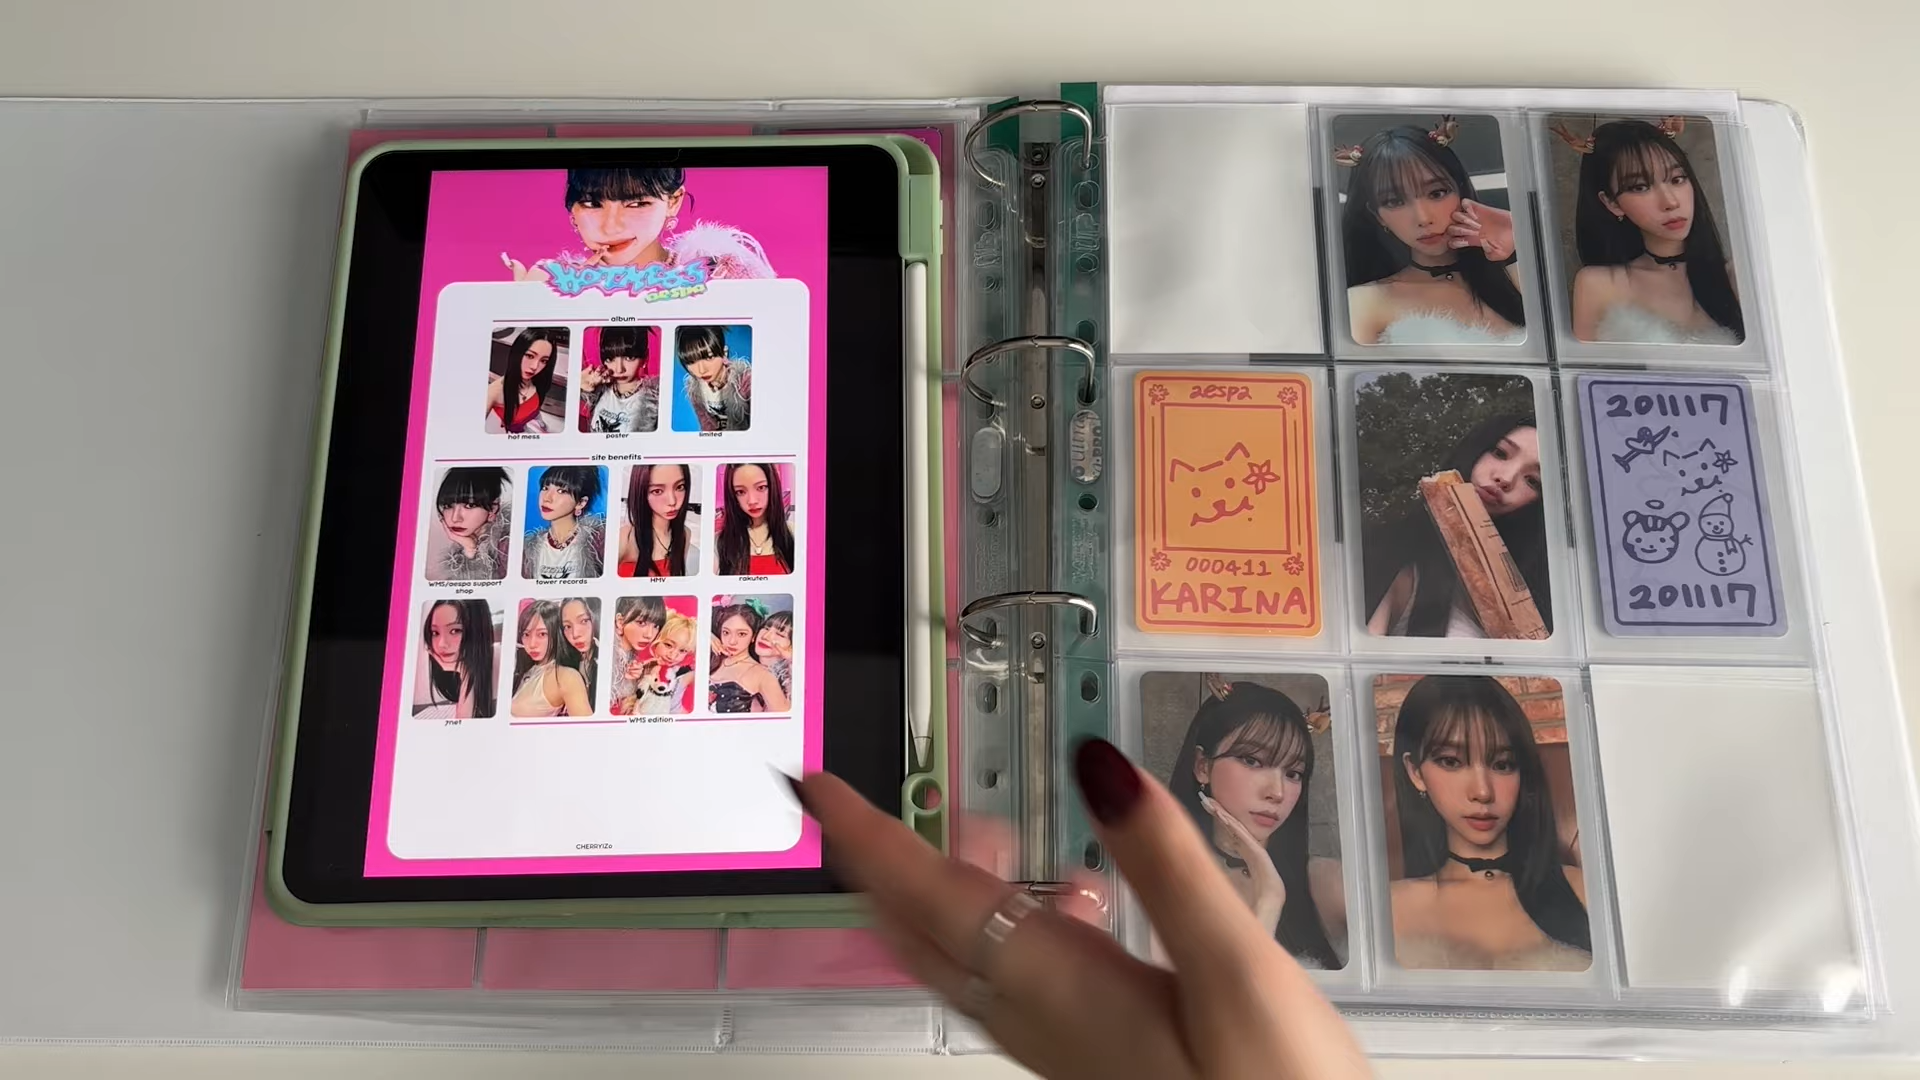 HOT MESS
aespa
album
hot mess
poster
limited
site benefits
WMS/aespa support
shop
tower records
HMV
rakuten
7net
WMS edition
CHERRYIZo
aespa
000411
KARINA
201117
201117